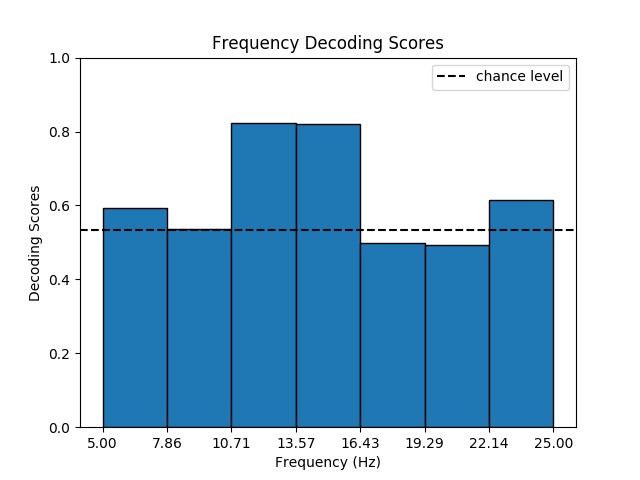 Frequency Decoding Scores
1.0
chance level
0.8
0.6
0.4
0.2
0.0
Decoding Scores
5.00 7.86 10.71 13.57 16.43 19.29 22.14 25.00
Frequency (Hz)